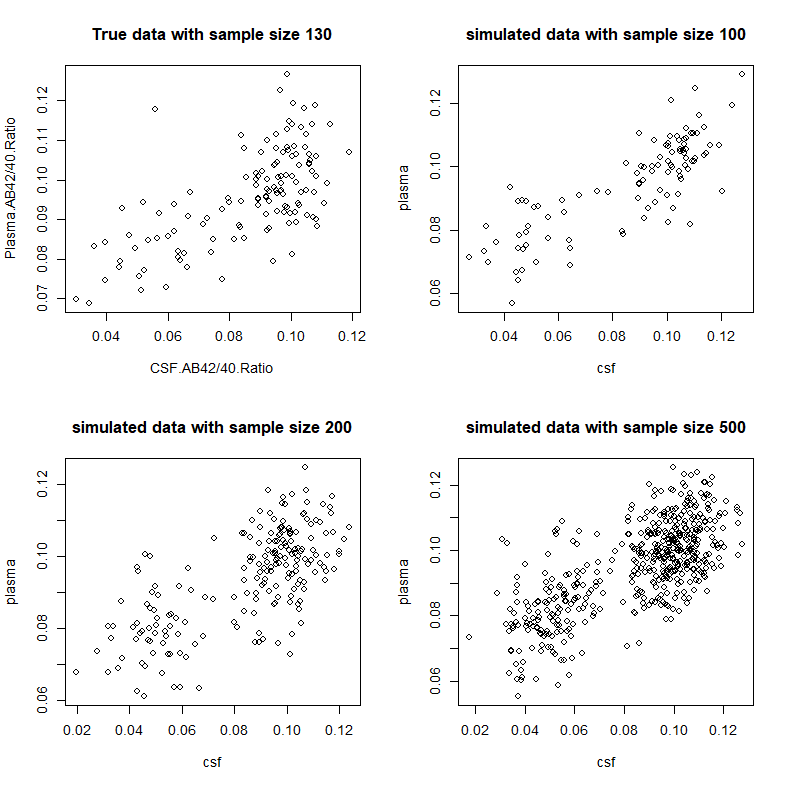 True data with sample size 130
Plasma AB42/40.Ratio
0.07 0.08 0.09 0.10 0.11 0.12
0.04 0.06 0.08 0.10 0.12
CSF.AB42/40.Ratio
simulated data with sample size 100
plasma
0.06 0.08 0.10 0.12
0.04 0.06 0.08 0.10 0.12
csf
simulated data with sample size 200
plasma
0.06 0.08 0.10 0.12
0.02 0.04 0.06 0.08 0.10 0.12
csf
simulated data with sample size 500
plasma
0.06 0.08 0.10 0.12
0.02 0.04 0.06 0.08 0.10 0.12
csf